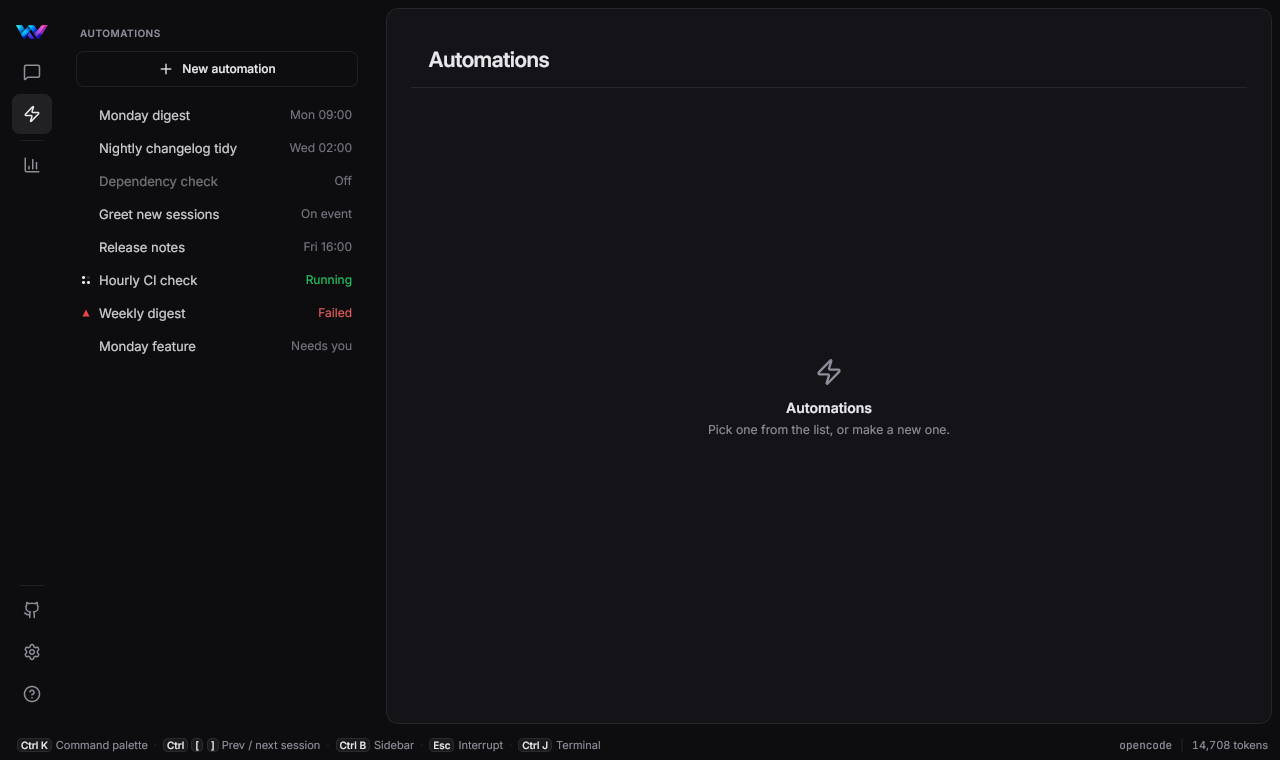 AUTOMATIONS
New automation
Monday digest Mon 09:00
Nightly changelog tidy Wed 02:00
Dependency check Off
Greet new sessions On event
Release notes Fri 16:00
Hourly CI check Running
Weekly digest Failed
Monday feature Needs you
Automations
Automations
Pick one from the list, or make a new one.
Ctrl K Command palette · Ctrl [ ] Prev / next session · Ctrl B Sidebar · Esc Interrupt · Ctrl J Terminal
opencode 14,708 tokens